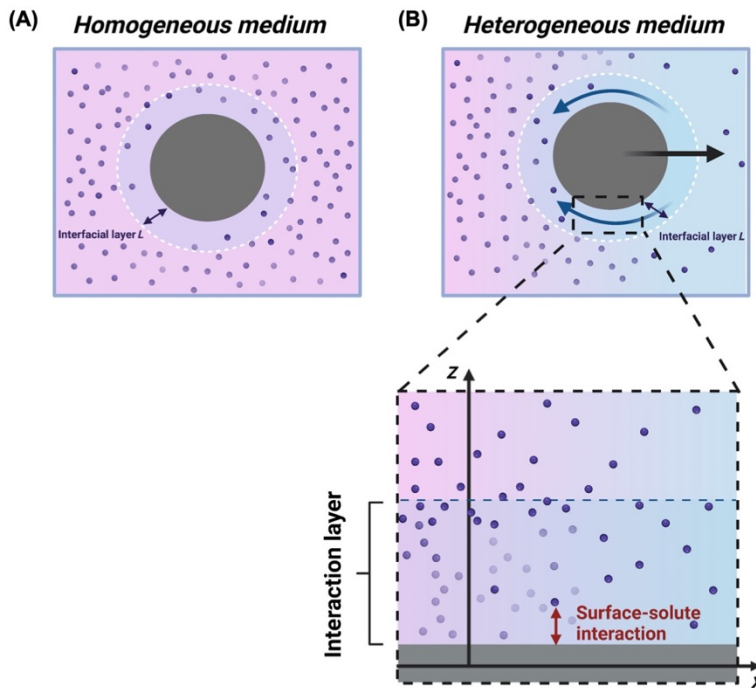 (A)
Homogeneous medium
Interfacial layer L
(B)
Heterogeneous medium
Interfacial layer L
z
Interaction layer
Surface-solute
interaction